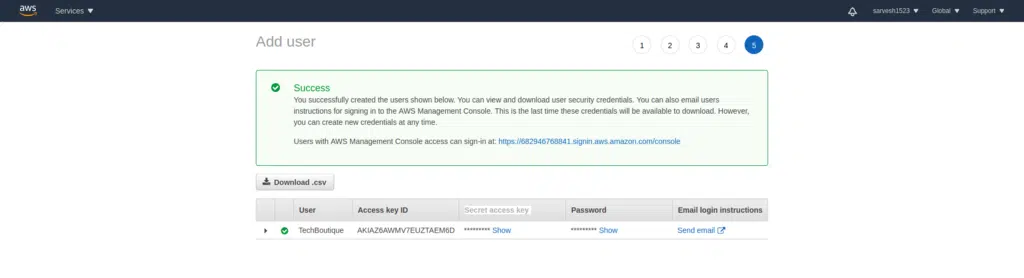 aws Services sarvesh1523 Global Support
Add user 1 2 3 4 5
Success
You successfully created the users shown below. You can view and download user security credentials. You can also email users
instructions for signing in to the AWS Management Console. This is the last time these credentials will be available to download. However,
you can create new credentials at any time.
Users with AWS Management Console access can sign-in at: https://682946768841.signin.aws.amazon.com/console
Download .csv
User Access key ID Secret access key Password Email login instructions
TechBoutique AKIAZ6AWMV7EUZTAEM6D ********* Show ********* Show Send email